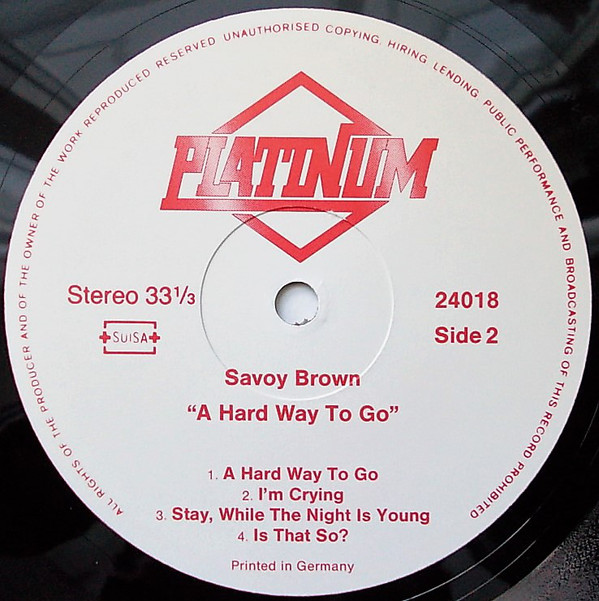 ALL RIGHTS OF THE PRODUCER AND OF THE OWNER OF THE WORK REPRODUCED RESERVED UNAUTHORISED COPYING, HIRING, LENDING, PUBLIC PERFORMANCE AND BROADCASTING OF THIS RECORD PROHIBITED
PLATINUM
Stereo 33⅓
24018
SUISA
Side 2
Savoy Brown
“A Hard Way To Go”
1. A Hard Way To Go
2. I'm Crying
3. Stay, While The Night Is Young
4. Is That So?
Printed in Germany